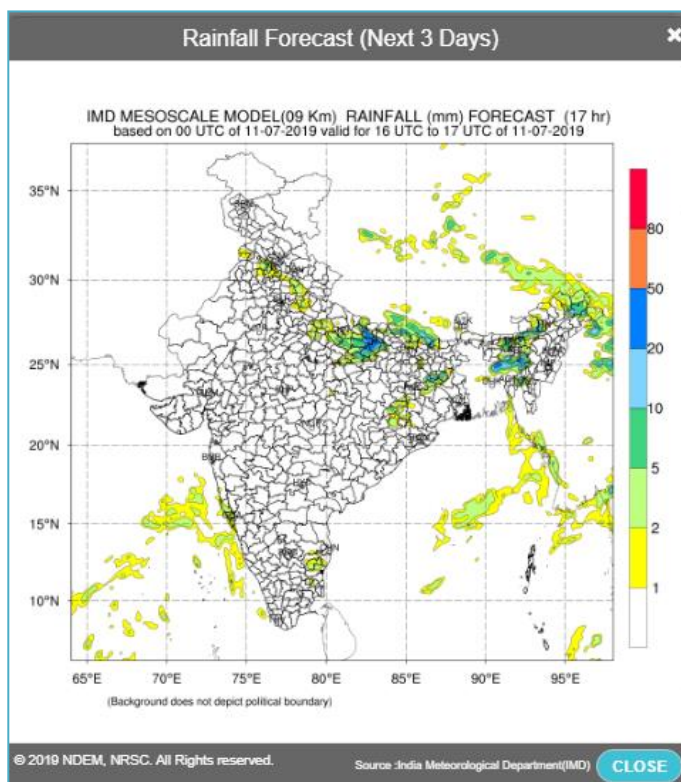 Rainfall Forecast (Next 3 Days)
×
IMD MESOSCALE MODEL(09 Km) RAINFALL (mm) FORECAST (17 hr)
based on 00 UTC of 11-07-2019 valid for 16 UTC to 17 UTC of 11-07-2019
35°N
30°N
25°N
20°N
15°N
10°N
80
50
20
10
5
2
1
65°E
70°E
75°E
80°E
85°E
90°E
95°E
(Background does not depict political boundary)
© 2019 NDEM, NRSC. All Rights reserved.
Source :India Meteorological Department(IMD)
CLOSE